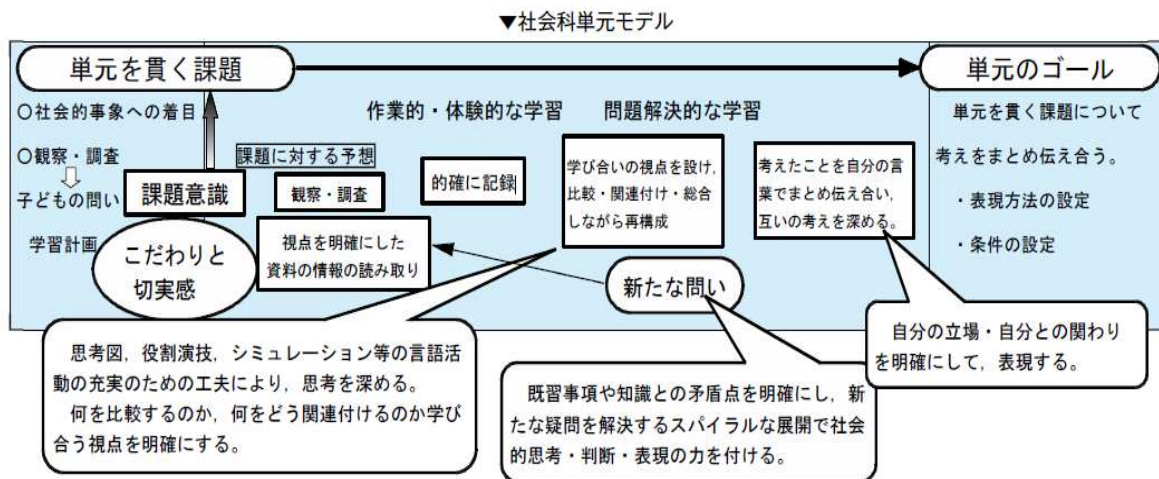 ▼社会科単元モデル
単元を貫く課題
単元のゴール
○社会的事象への着目
○観察・調査
子どもの問い
学習計画
課題意識
こだわりと
切実感
作業的・体験的な学習
問題解決的な学習
課題に対する予想
観察・調査
視点を明確にした
資料の情報の読み取り
的確に記録
学び合いの視点を設け，
比較・関連付け・総合
しながら再構成
考えたことを自分の言
葉でまとめ伝え合い，
互いの考えを深める。
新たな問い
単元を貫く課題について
考えをまとめ伝え合う。
・表現方法の設定
・条件の設定
思考図，役割演技，シミュレーション等の言語活
動の充実のための工夫により，思考を深める。
何を比較するのか，何をどう関連付けるのか学び
合う視点を明確にする。
既習事項や知識との矛盾点を明確にし，新
たな疑問を解決するスパイラルな展開で社会
的思考・判断・表現の力を付ける。
自分の立場・自分との関わり
を明確にして，表現する。